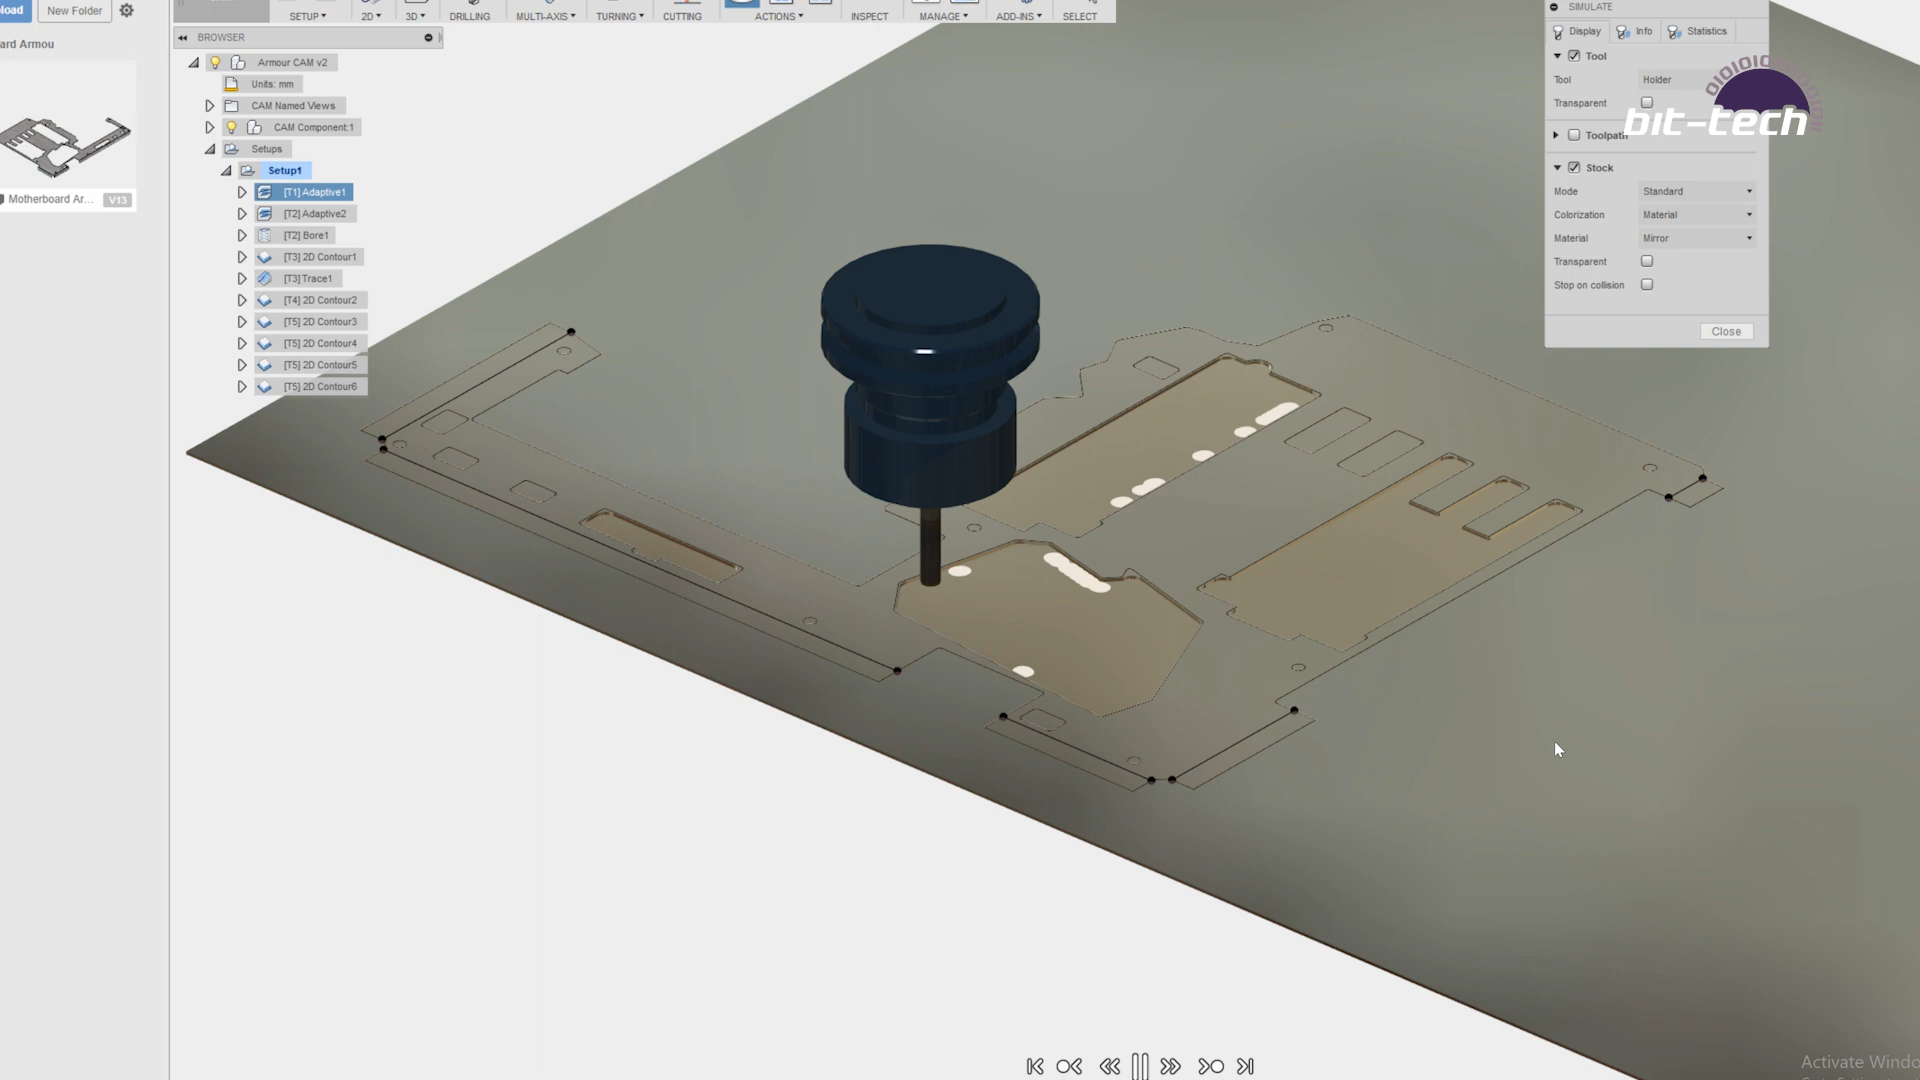 load
New Folder
ard Armou
Motherboard Ar...
V13
SETUP
2D
3D
DRILLING
MULTI-AXIS
TURNING
CUTTING
ACTIONS
INSPECT
MANAGE
ADD-INS
SELECT
BROWSER
Armour CAM v2
Units: mm
CAM Named Views
CAM Component:1
Setups
Setup1
[T1] Adaptive1
[T2] Adaptive2
[T2] Bore1
[T3] 2D Contour1
[T3] Trace1
[T4] 2D Contour2
[T5] 2D Contour3
[T5] 2D Contour4
[T5] 2D Contour5
[T5] 2D Contour6
SIMULATE
Display
Info
Statistics
Tool
Tool
Holder
Transparent
Toolpath
Stock
Mode
Standard
Colorization
Material
Material
Mirror
Transparent
Stop on collision
Close
bit-tech
Activate Windo